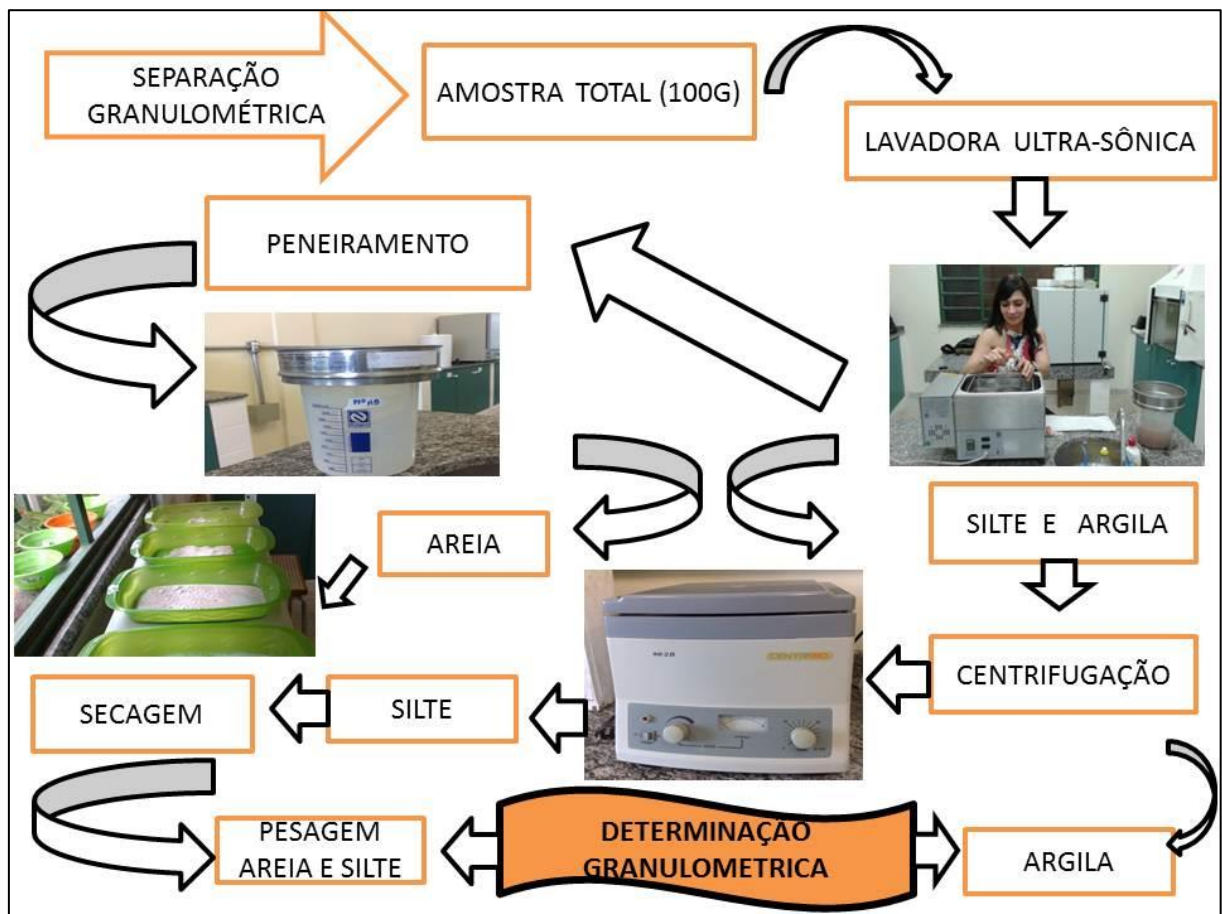 SEPARAÇÃO
GRANULOMÉTRICA
AMOSTRA TOTAL (100G)
LAVADORA ULTRA-SÔNICA
PENEIRAMENTO
AREIA
SILTE E ARGILA
CENTRIFUGAÇÃO
SILTE
SECAGEM
PESAGEM
AREIA E SILTE
DETERMINAÇÃO
GRANULOMETRICA
ARGILA